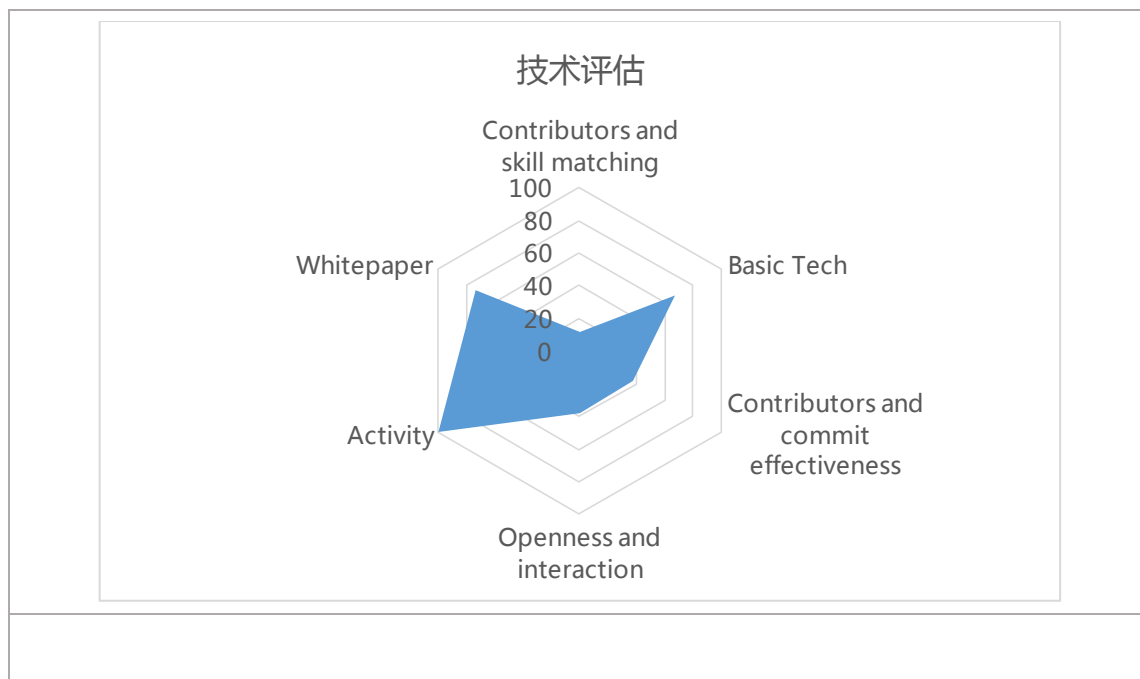 技术评估
Contributors and
skill matching
100
80
60
40
20
0
Whitepaper
Basic Tech
Activity
Contributors and
commit
effectiveness
Openness and
interaction